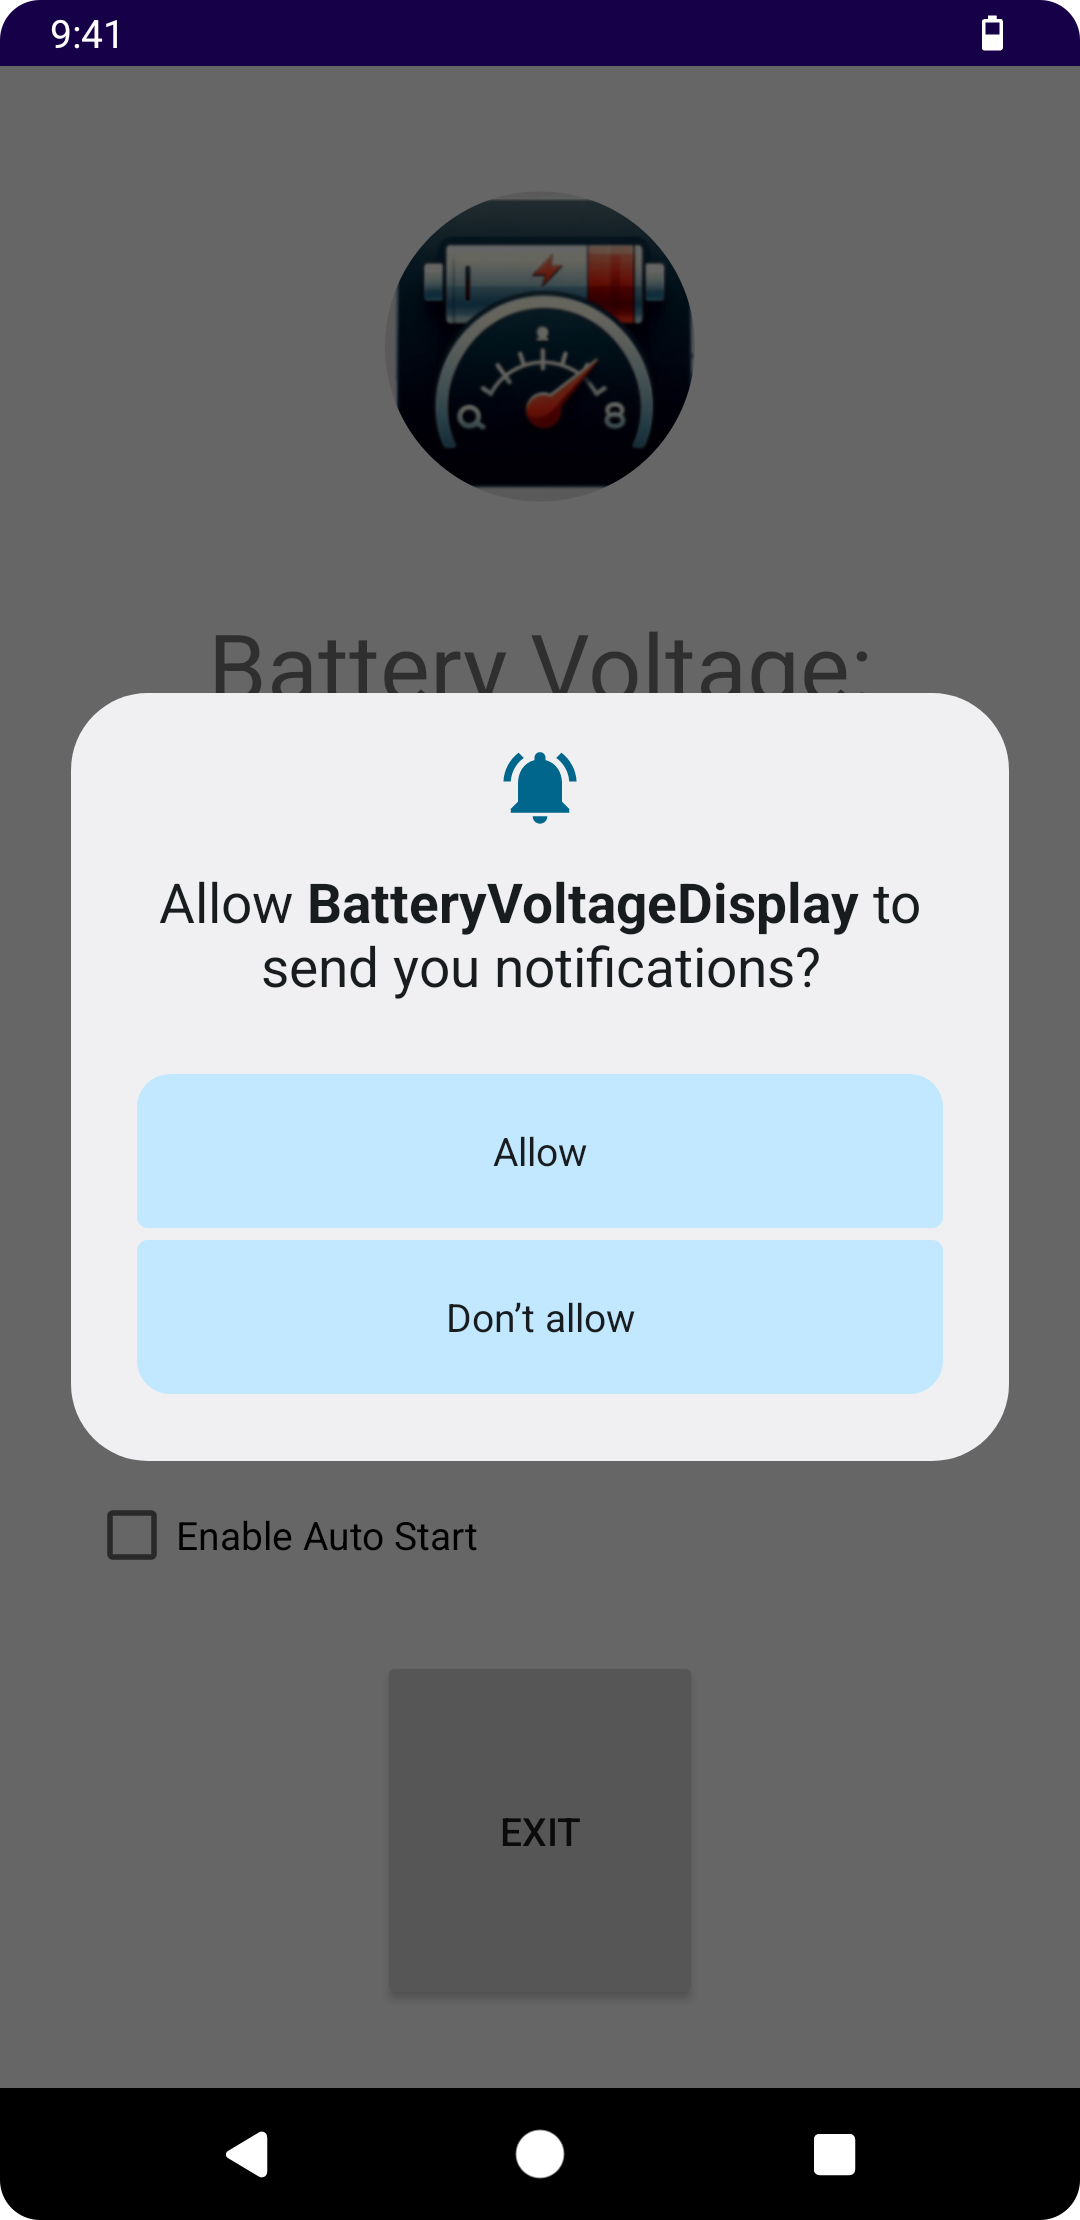 9:41
Battery Voltage:
Allow BatteryVoltageDisplay to
send you notifications?
Allow
Don’t allow
Enable Auto Start
EXIT